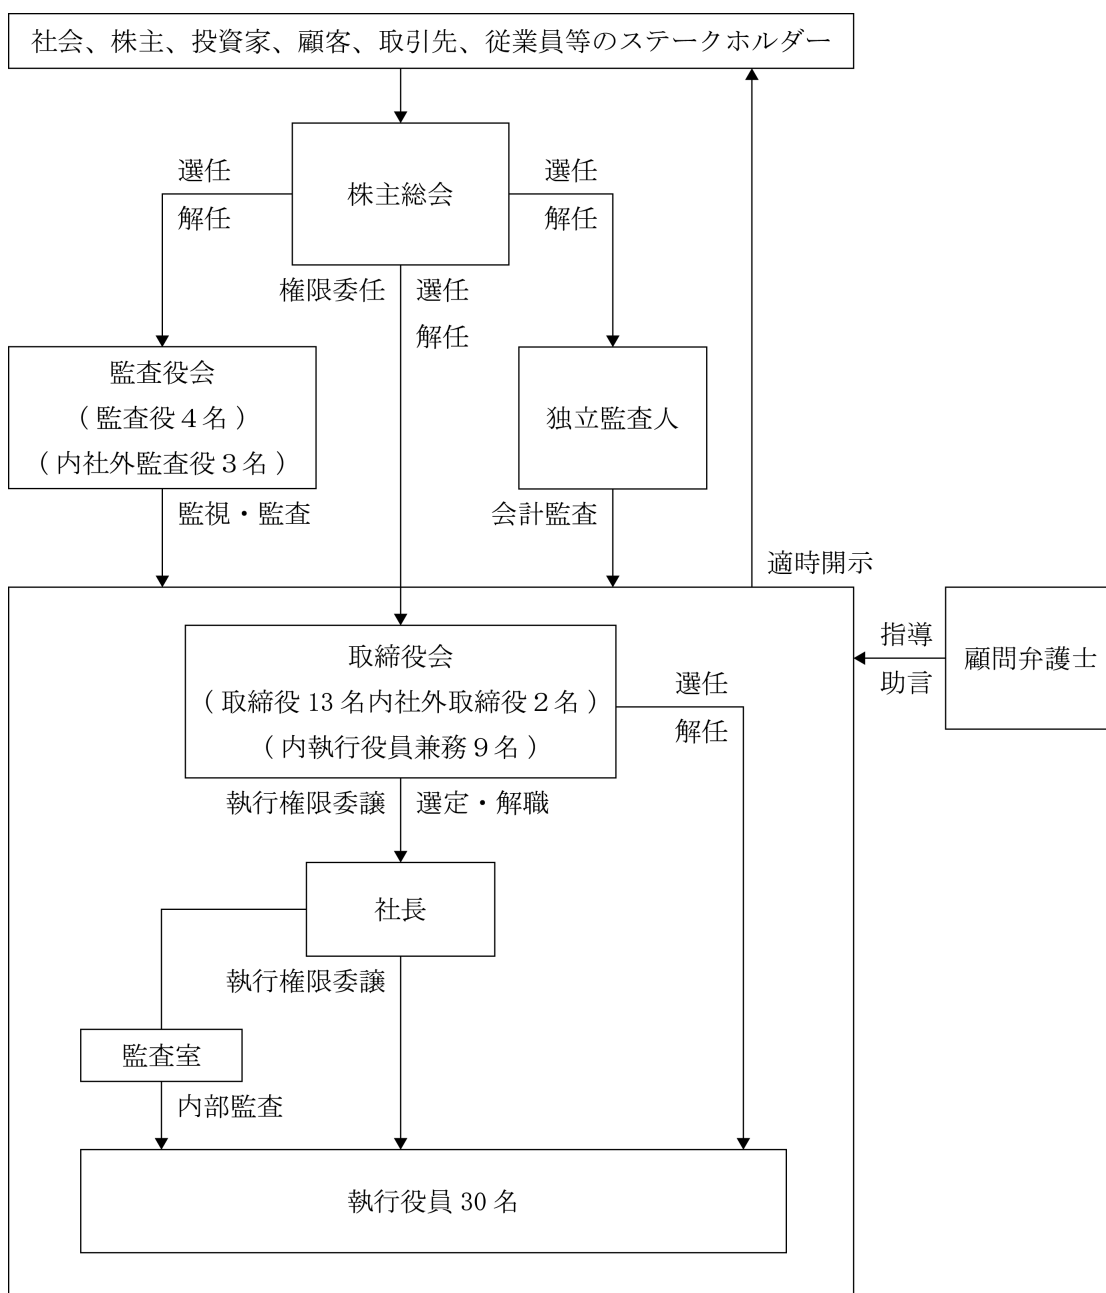 社会、株主、投資家、顧客、取引先、従業員等のステークホルダー
株主総会
選任
解任
選任
解任
権限委任
選任
解任
監査役会
(監査役4名)
(内社外監査役3名)
独立監査人
監視・監査
会計監査
適時開示
取締役会
(取締役13名内社外取締役2名)
(内執行役員兼務9名)
選任
解任
指導
助言
顧問弁護士
執行権限委譲
選定・解職
社長
執行権限委譲
監査室
内部監査
執行役員30名